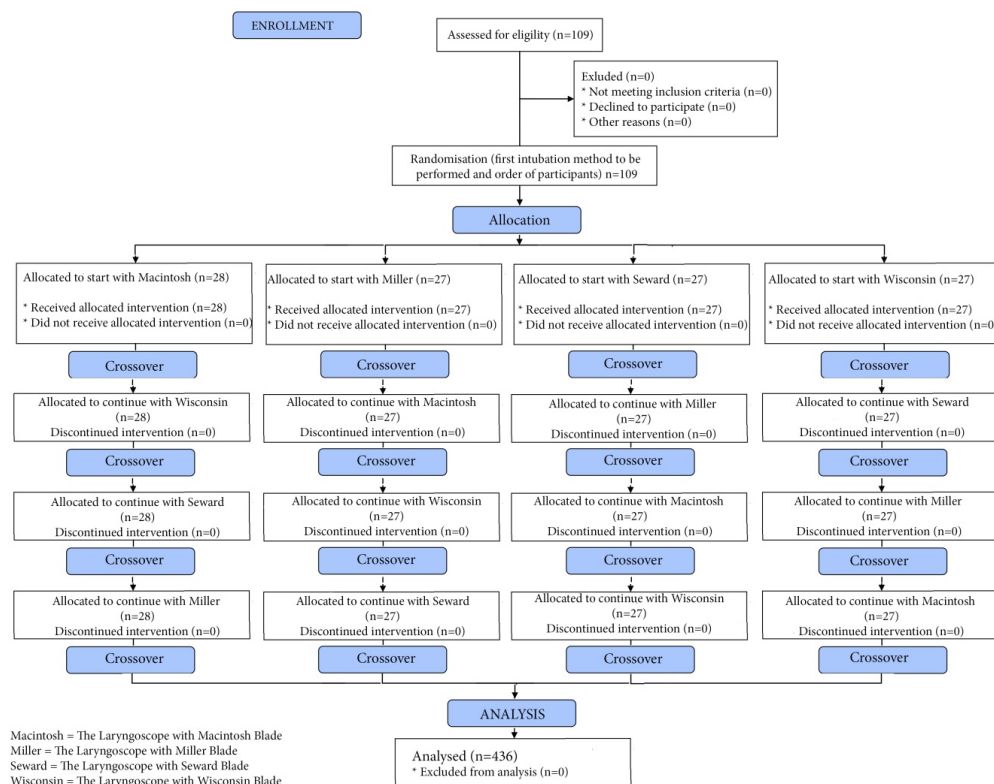 ENROLLMENT
Assessed for eligility (n=109)
Exluded (n=0)
* Not meeting inclusion criteria (n=0)
* Declined to participate (n=0)
* Other reasons (n=0)
Randomisation (first intubation method to be
performed and order of participants) n=109
Allocation
Allocated to start with Macintosh (n=28)
* Received allocated intervention (n=28)
* Did not receive allocated intervention (n=0)
Allocated to start with Miller (n=27)
* Received allocated intervention (n=27)
* Did not receive allocated intervention (n=0)
Allocated to start with Seward (n=27)
* Received allocated intervention (n=27)
* Did not receive allocated intervention (n=0)
Allocated to start with Wisconsin (n=27)
* Received allocated intervention (n=27)
* Did not receive allocated intervention (n=0
Crossover
Crossover
Crossover
Crossover
Allocated to continue with Wisconsin
(n=28)
Discontinued intervention (n=0)
Allocated to continue with Macintosh
(n=27)
Discontinued intervention (n=0)
Allocated to continue with Miller
(n=27)
Discontinued intervention (n=0)
Allocated to continue with Seward
(n=27)
Discontinued intervention (n=0)
Crossover
Crossover
Crossover
Crossover
Allocated to continue with Seward
(n=28)
Discontinued intervention (n=0)
Allocated to continue with Wisconsin
(n=27)
Discontinued intervention (n=0)
Allocated to continue with Macintosh
(n=27)
Discontinued intervention (n=0)
Allocated to continue with Miller
(n=27)
Discontinued intervention (n=0)
Crossover
Crossover
Crossover
Crossover
Allocated to continue with Miller
(n=28)
Discontinued intervention (n=0)
Allocated to continue with Seward
(n=27)
Discontinued intervention (n=0)
Allocated to continue with Wisconsin
(n=27)
Discontinued intervention (n=0)
Allocated to continue with Macintosh
(n=27)
Discontinued intervention (n=0)
Crossover
Crossover
Crossover
Crossover
ANALYSIS
Analysed (n=436)
* Excluded from analysis (n=0)
Macintosh = The Laryngoscope with Macintosh Blade
Miller = The Laryngoscope with Miller Blade
Seward = The Laryngoscope with Seward Blade
Wisconsin = The Laryngoscope with Wisconsin Blade